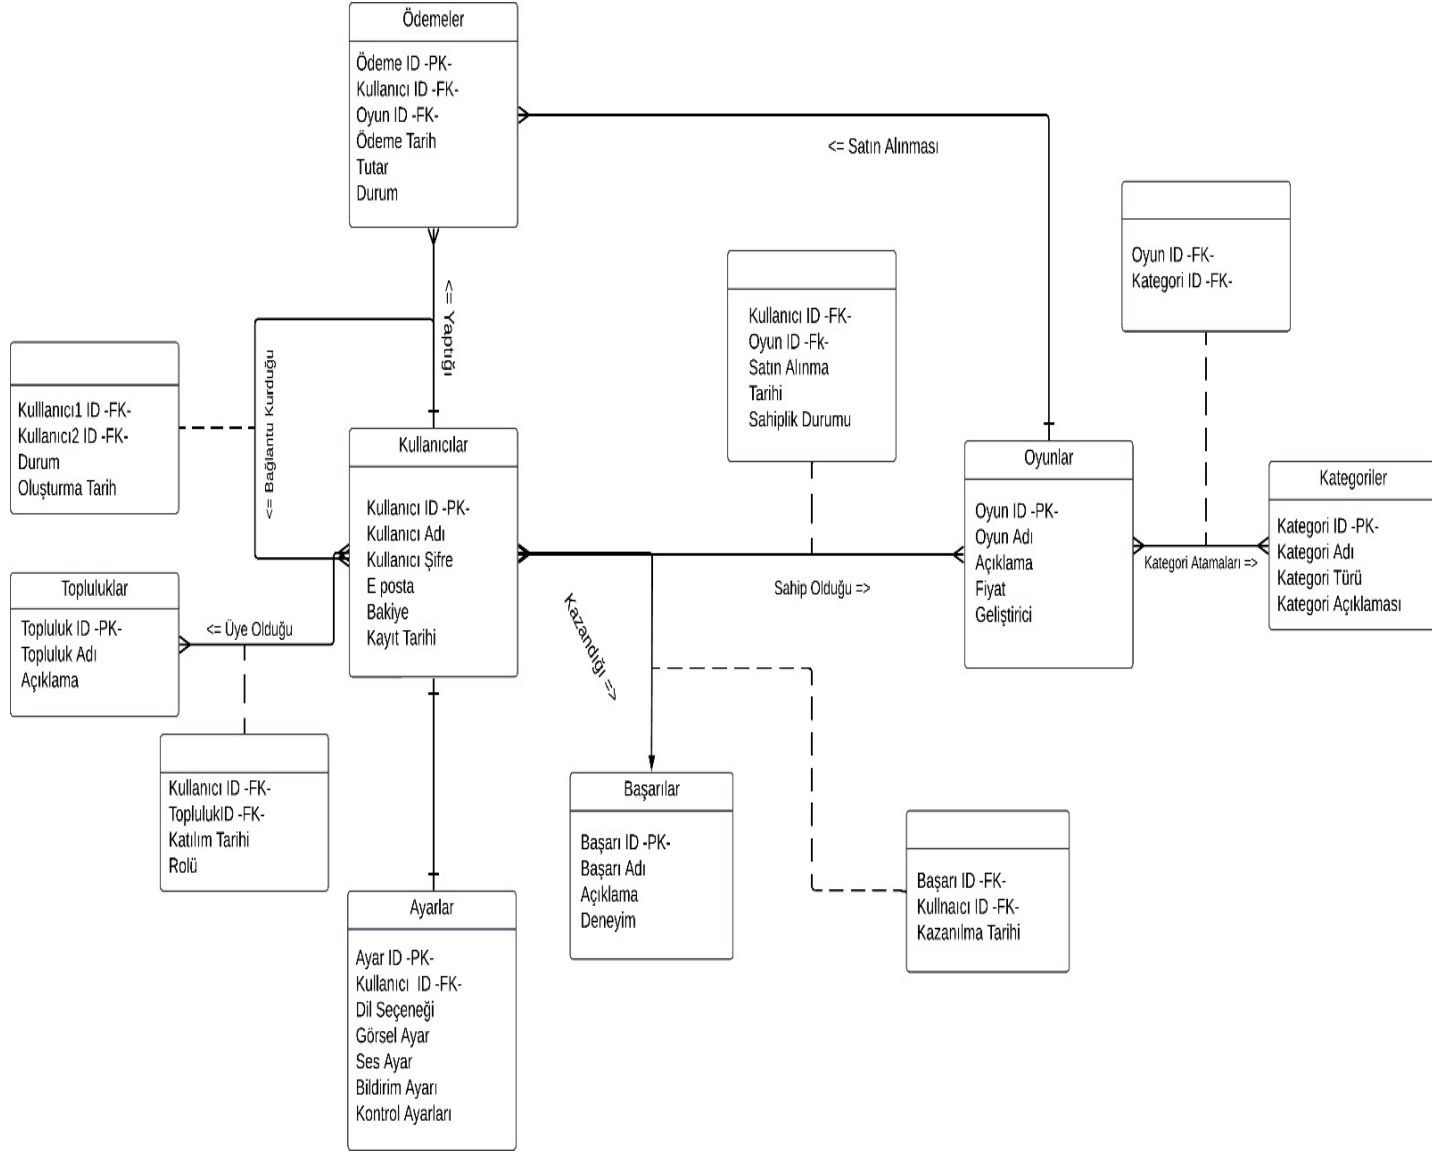 Ödemeler
Ödeme ID -PK-
Kullanıcı ID -FK-
Oyun ID -FK-
Ödeme Tarih
Tutar
Durum
<= Satın Alınması
<= Yaptığı
<= Bağlantu Kurduğu
Kulllanıcı1 ID -FK-
Kullanıcı2 ID -FK-
Durum
Oluşturma Tarih
Kullanıcılar
Kullanıcı ID -PK-
Kullanıcı Adı
Kullanıcı Şifre
E posta
Bakiye
Kayıt Tarihi
Kullanıcı ID -FK-
Oyun ID -Fk-
Satın Alınma
Tarihi
Sahiplik Durumu
Oyun ID -FK-
Kategori ID -FK-
Oyunlar
Oyun ID -PK-
Oyun Adı
Açıklama
Fiyat
Geliştirici
Kategoriler
Kategori ID -PK-
Kategori Adı
Kategori Türü
Kategori Açıklaması
Kategori Atamaları =>
Sahip Olduğu =>
Kazandığı =>
Topluluklar
Topluluk ID -PK-
Topluluk Adı
Açıklama
<= Üye Olduğu
Kullanıcı ID -FK-
ToplulukID -FK-
Katılım Tarihi
Rolü
Ayarlar
Ayar ID -PK-
Kullanıcı  ID -FK-
Dil Seçeneği
Görsel Ayar
Ses Ayar
Bildirim Ayarı
Kontrol Ayarları
Başarılar
Başarı ID -PK-
Başarı Adı
Açıklama
Deneyim
Başarı ID -FK-
Kullnaıcı ID -FK-
Kazanılma Tarihi